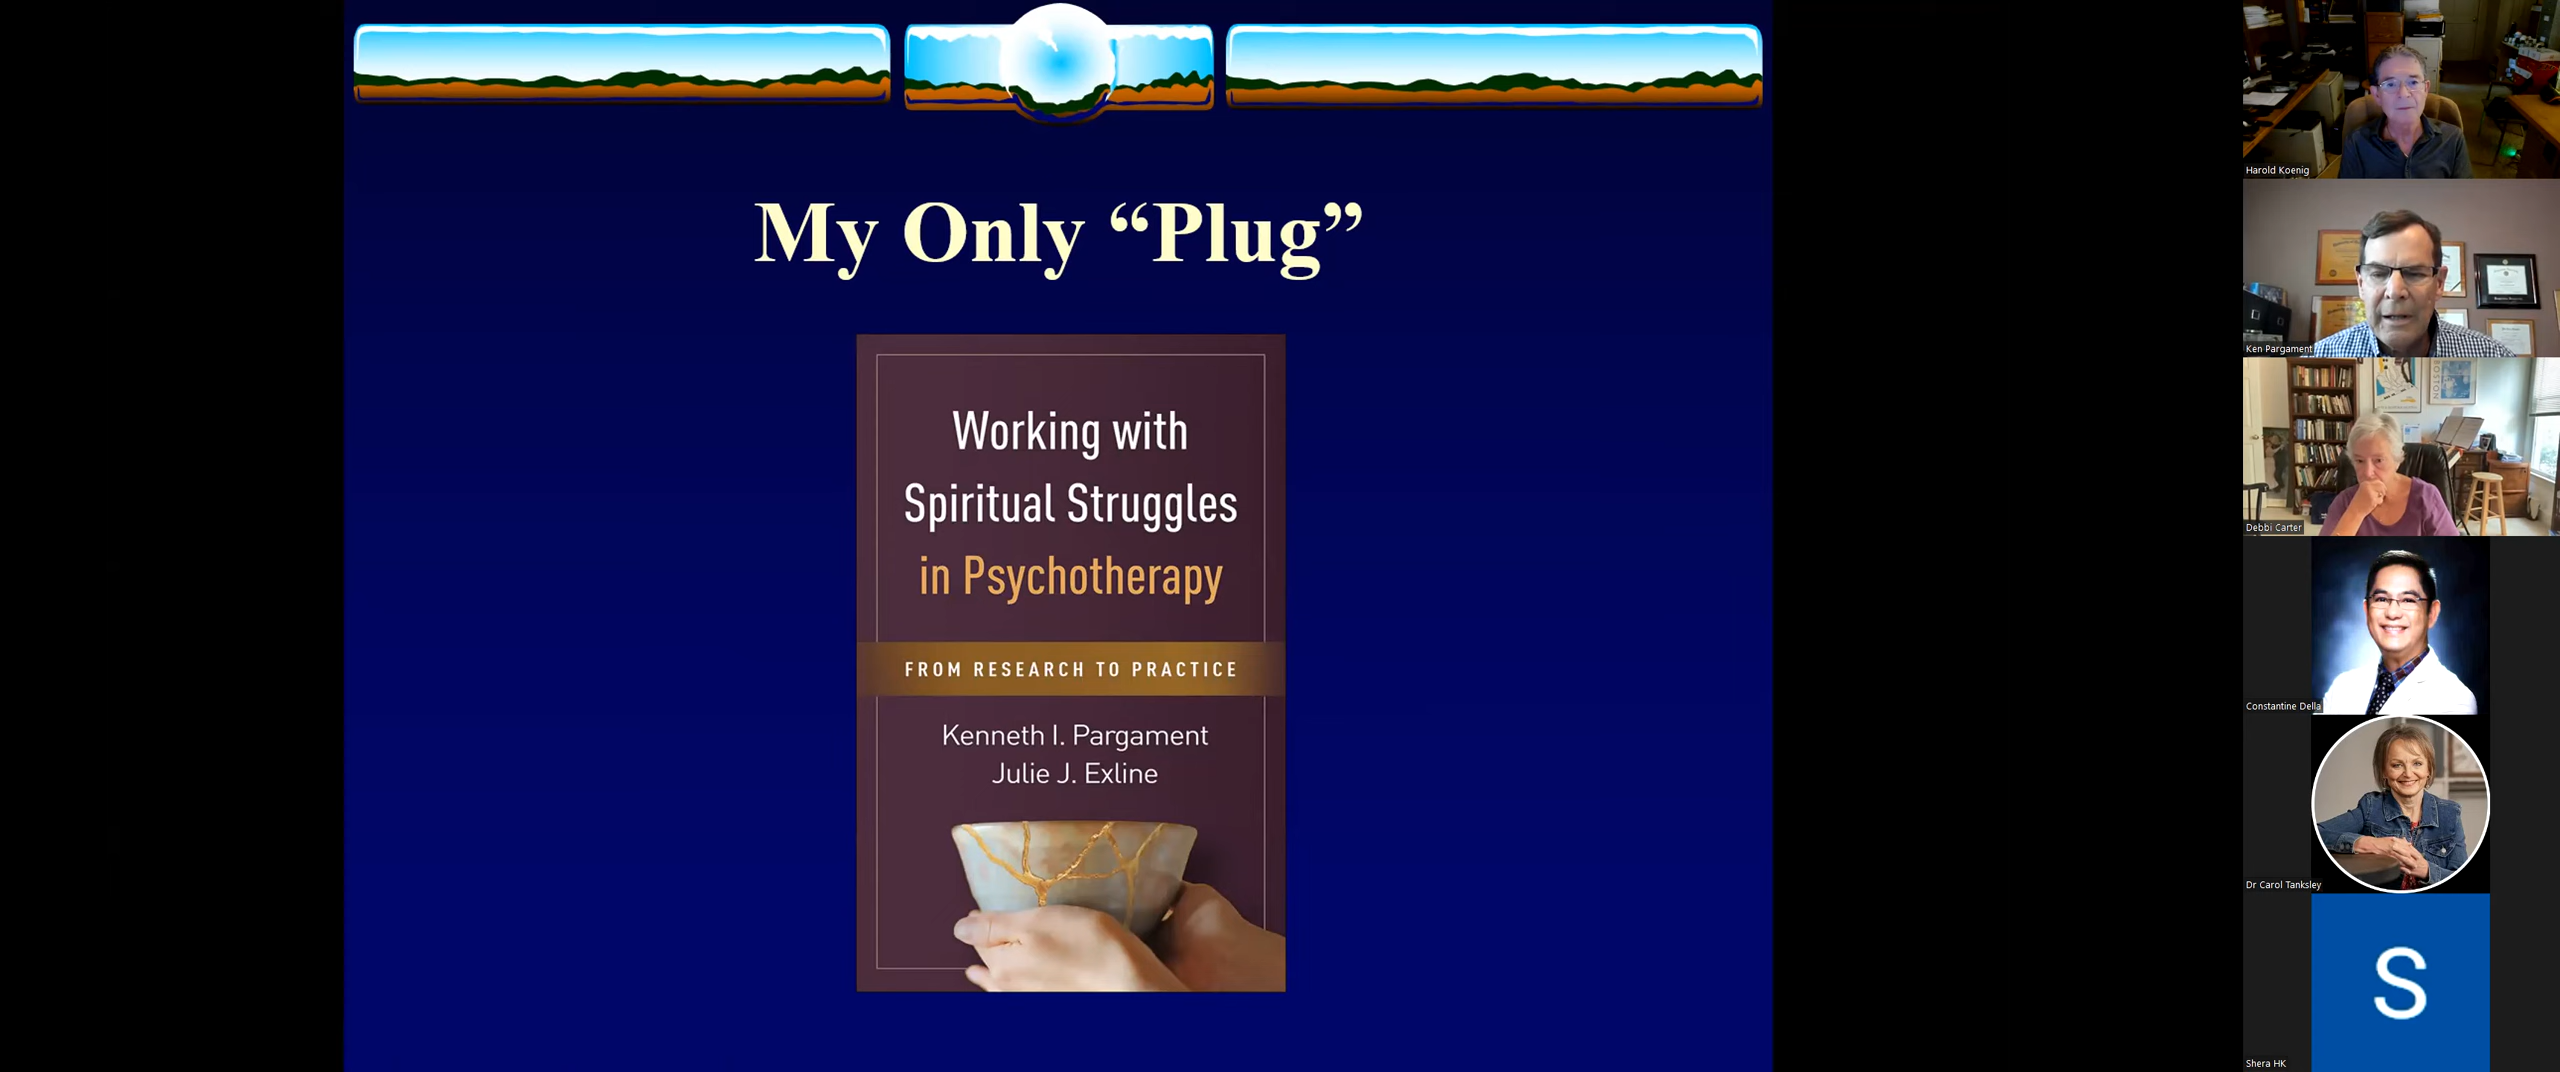 My Only “Plug”
Working with
Spiritual Struggles
in Psychotherapy
FROM RESEARCH TO PRACTICE
Kenneth I. Pargament
Julie J. Exline
Harold Koenig
Ken Pargament
BOSTON
Debbi Carter
Constantine Della
Dr Carol Tanksley
S
Shera HK